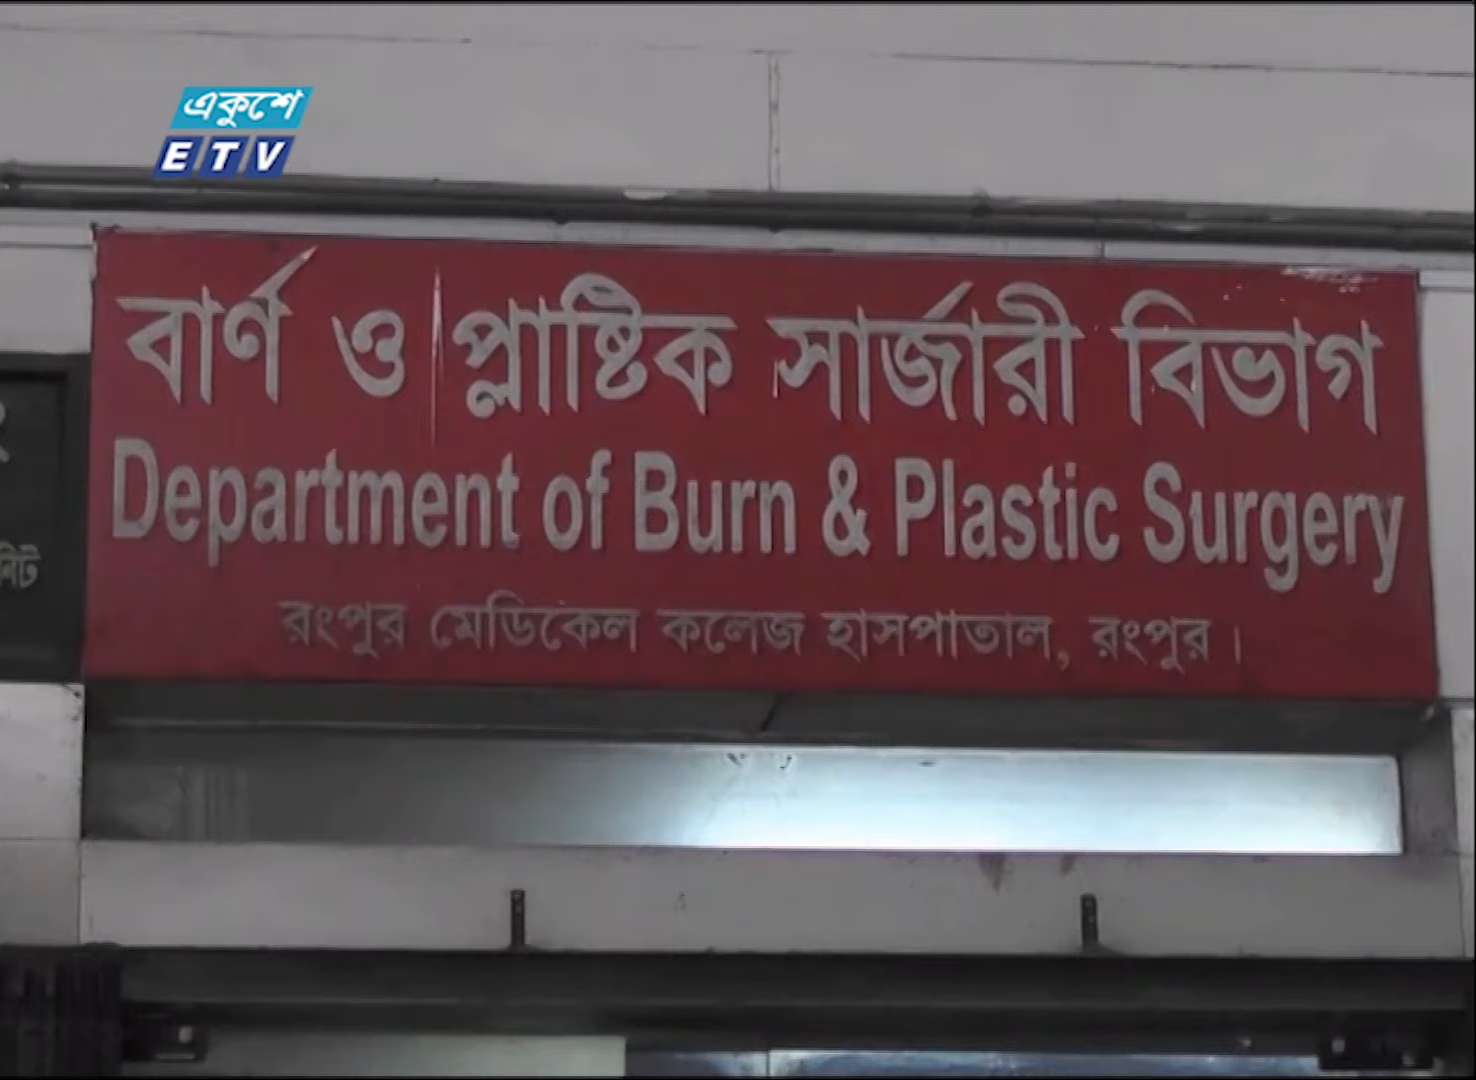 একুশে
ETV
বার্ণ ও প্লাষ্টিক সার্জারী বিভাগ
Department of Burn & Plastic Surgery
রংপুর মেডিকেল কলেজ হাসপাতাল, রংপুর।